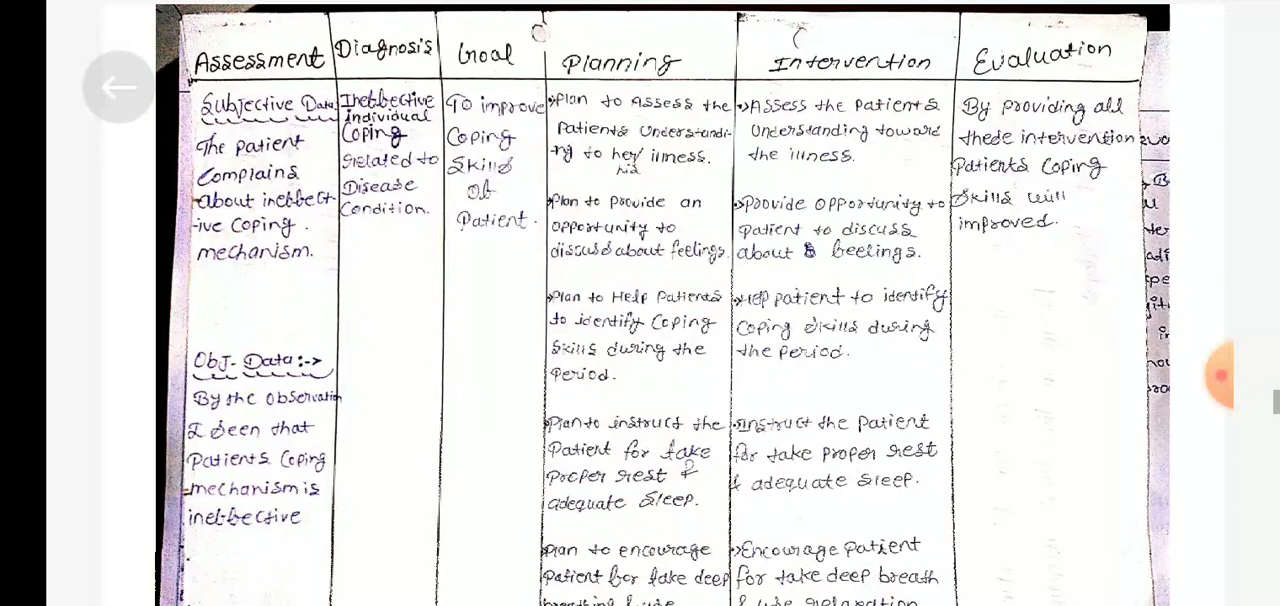 Assessment
Diagnosis
Goal
Planning
Intervention
Evaluation
Subjective Data
The patient
Complains
about ineffect-
ive coping
mechanism.
Obj- Data:->
By the observation
I seen that
Patients coping
mechanism is
ineffective
Ineffective
individual
Coping
related to
Disease
Condition.
To improve
Coping
Skills
of
Patient.
Plan to assess the
Patients Understandi-
ng to her/
his
illness.
Plan to provide an
opportunity to
discuss about feelings.
Plan to Help Patients
to identify Coping
Skills during the
Period.
Plan to instruct the
Patient for take
proper rest &
adequate Sleep.
Plan to encourage
Patient for take deep
breathing & use
Assess the Patients
Understanding toward
the illness.
Provide opportunity to
Patient to discuss
about feelings.
Help patient to identify
Coping Skills during
the Period.
Instruct the Patient
for take proper rest
& adequate Sleep.
Encourage Patient
for take deep breath
& use relaxation
By providing all
these intervention
Patients Coping
Skills will
improved.